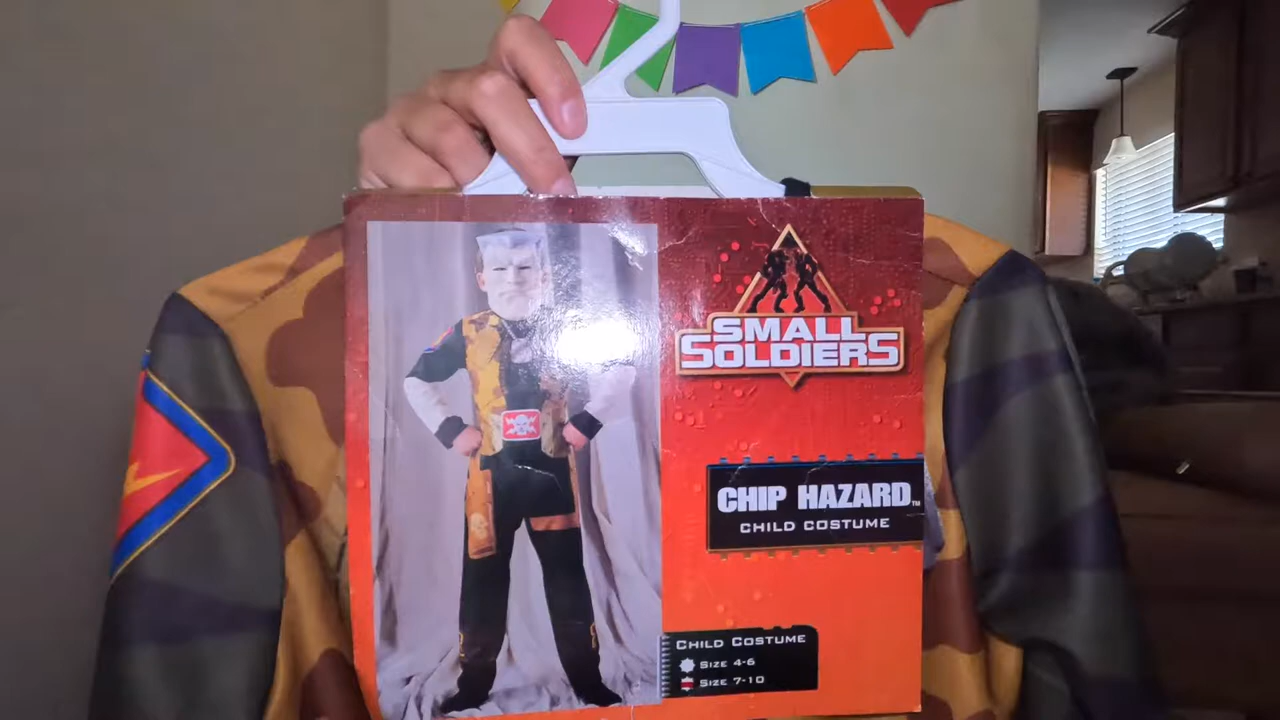 SMALL
SOLDIERS
CHIP HAZARD™
CHILD COSTUME
CHILD COSTUME
SIZE 4-6
SIZE 7-10